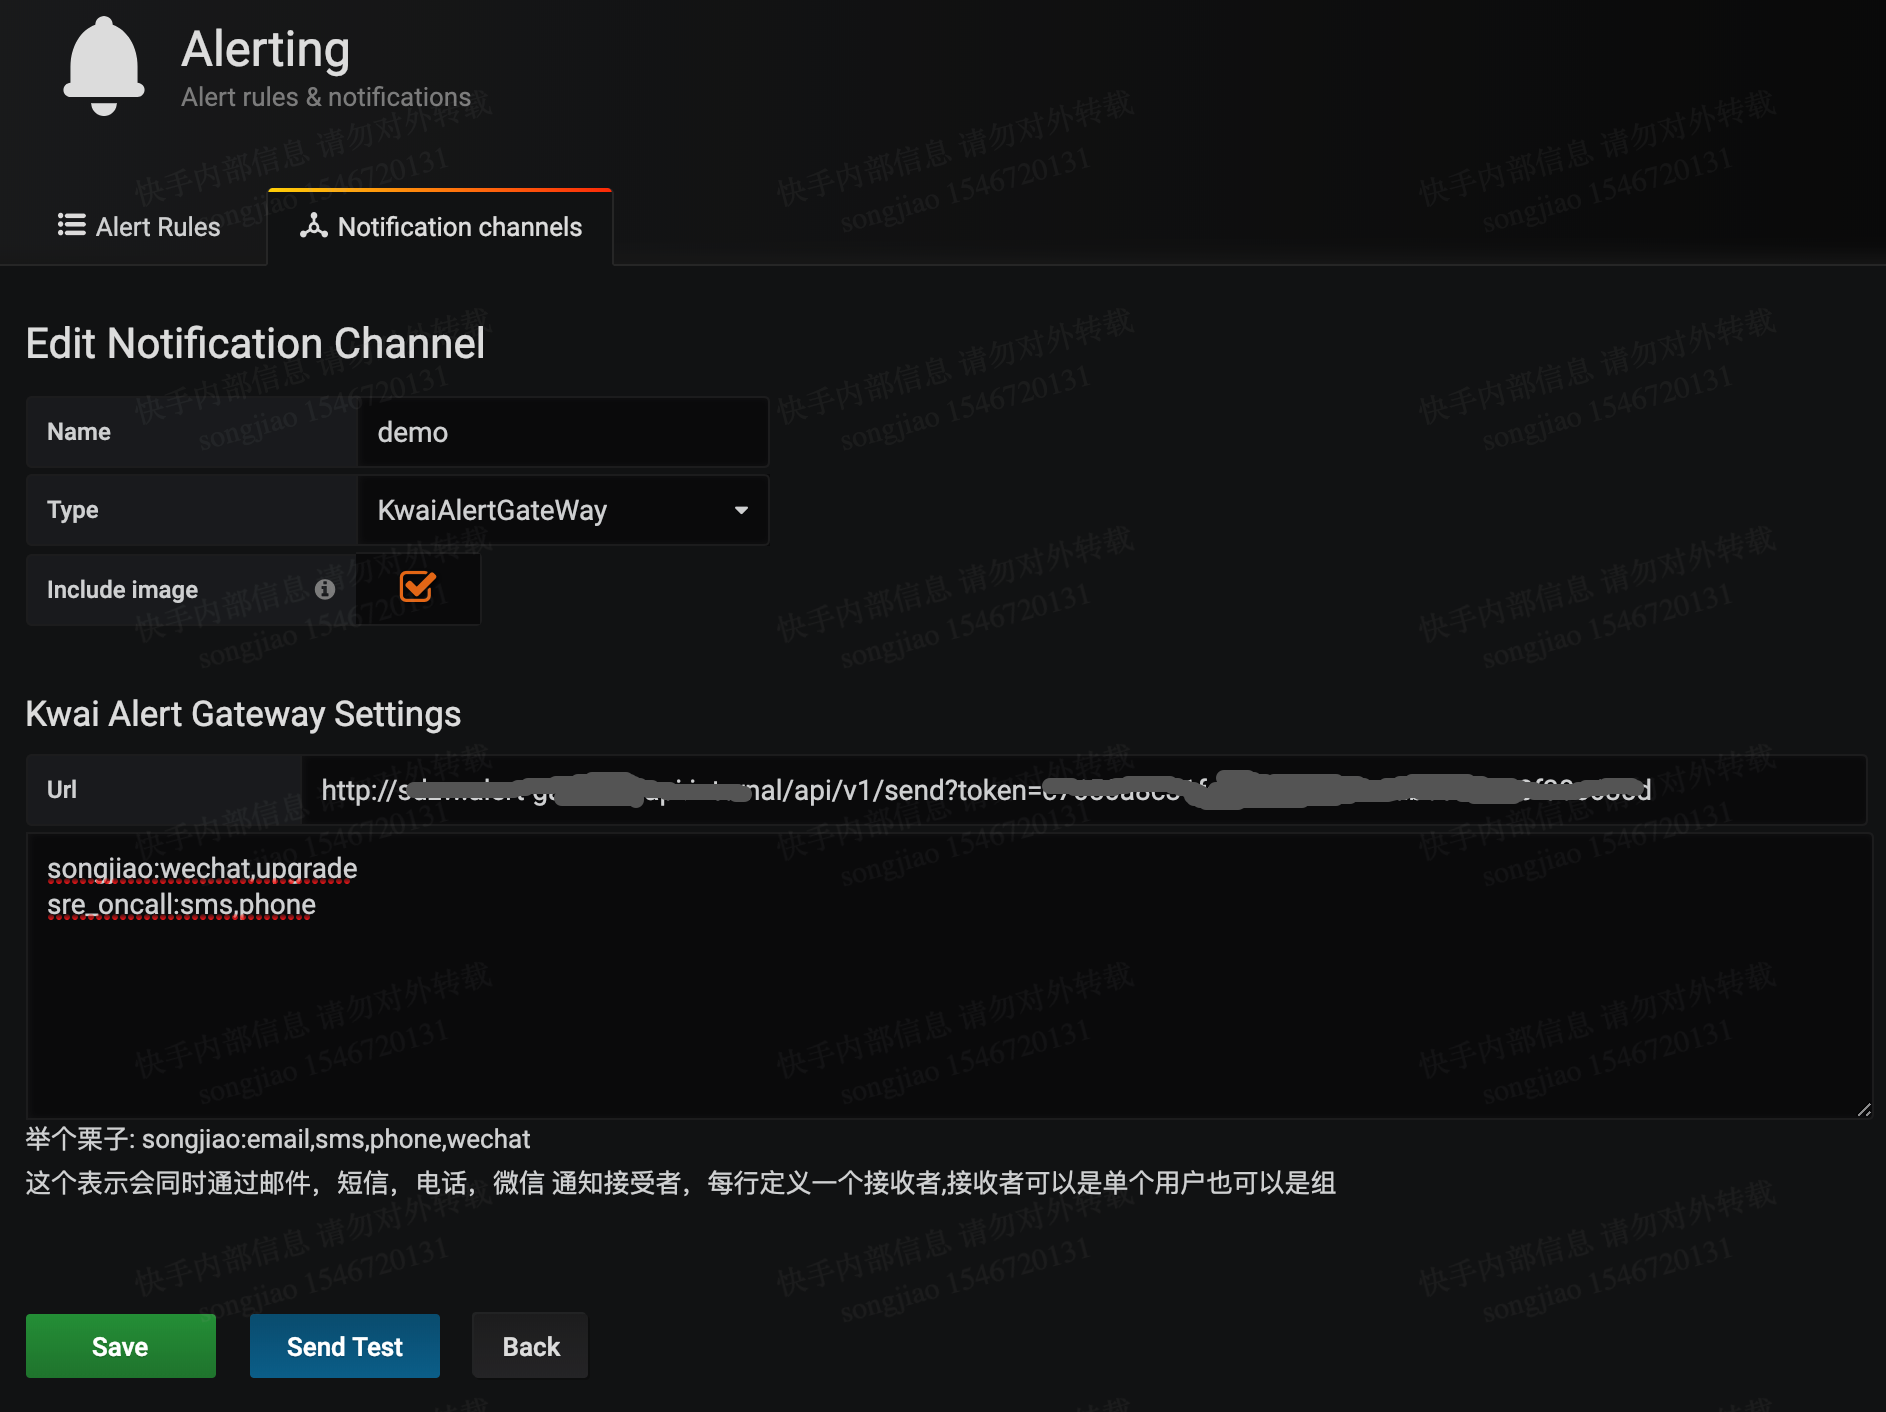 Alerting
Alert rules & notifications
Alert Rules
Notification channels
Edit Notification Channel
Name
demo
Type
KwaiAlertGateWay
Include image
Kwai Alert Gateway Settings
Url
http:// nal/api/v1/send?token=
songjiao:wechat,upgrade
sre_oncall:sms,phone
举个栗子: songjiao:email,sms,phone,wechat
这个表示会同时通过邮件，短信，电话，微信 通知接受者，每行定义一个接收者,接收者可以是单个用户也可以是组
Save
Send Test
Back
快手内部信息 请勿对外转载
songjiao 1546720131